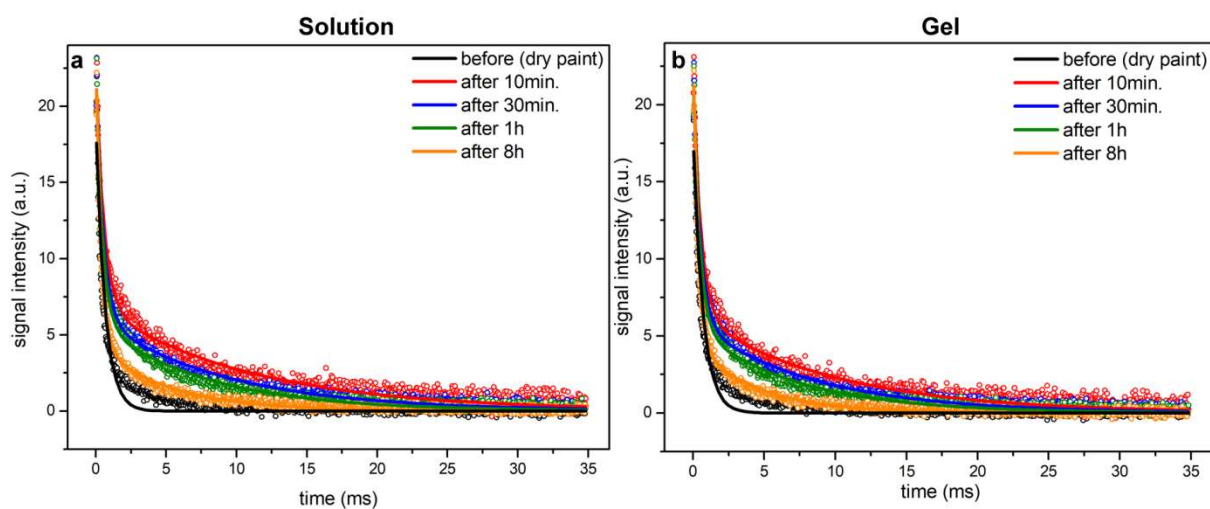 Solution
a
before (dry paint)
after 10min.
after 30min.
after 1h
after 8h
20
15
10
5
0
signal intensity (a.u.)
0 5 10 15 20 25 30 35
time (ms)
Gel
b
before (dry paint)
after 10min.
after 30min.
after 1h
after 8h
20
15
10
5
0
signal intensity (a.u.)
0 5 10 15 20 25 30 35
time (ms)